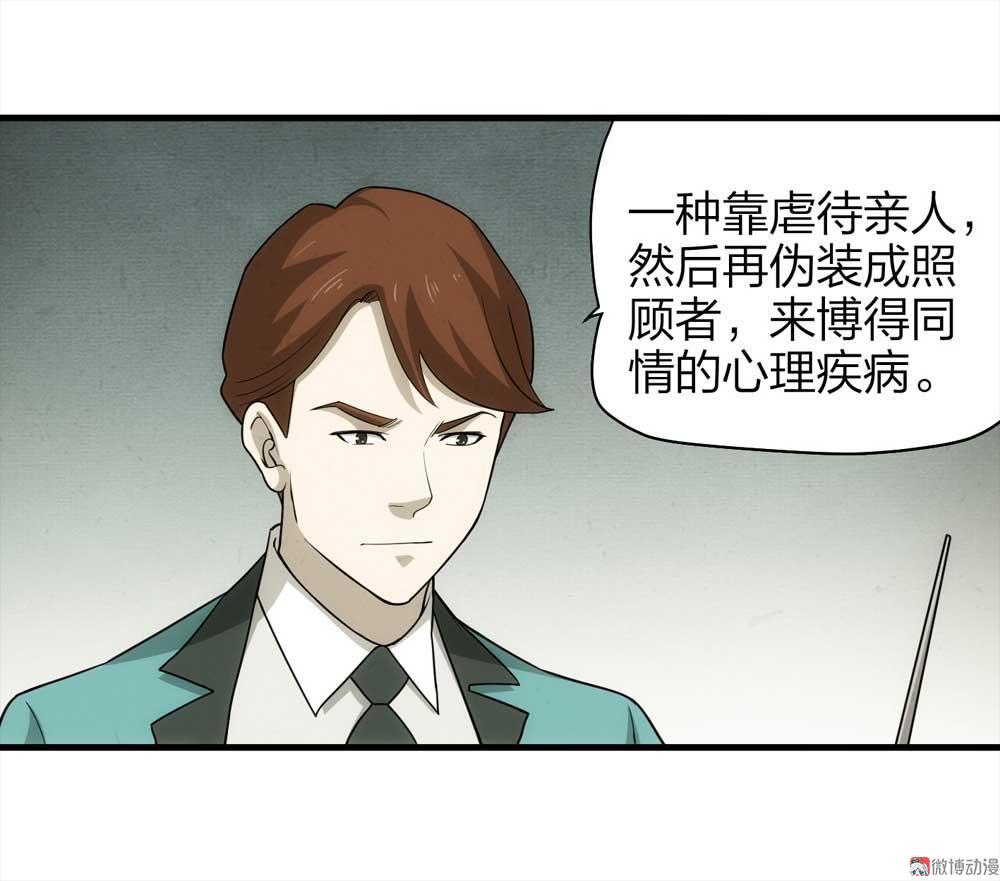 一种靠虐待亲人，
然后再伪装成照
顾者，来博得同
情的心理疾病。
微博动漫